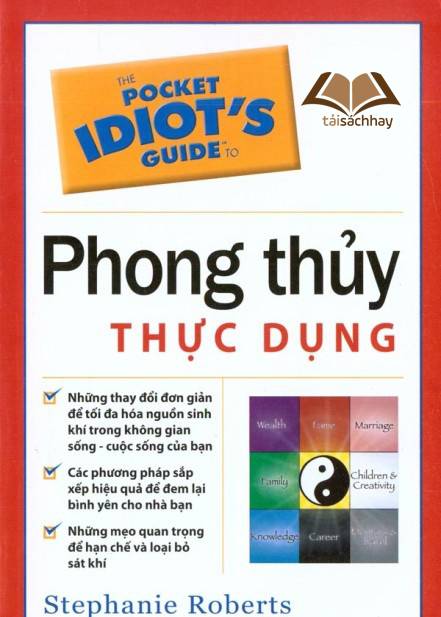 THE
POCKET
IDIOT'S
GUIDE™ TO
tảisáchhay
Phong thủy
THỰC DỤNG
Những thay đổi đơn giản
để tối đa hóa nguồn sinh
khí trong không gian
sống - cuộc sống của bạn
Các phương pháp sắp
xếp hiệu quả để đem lại
bình yên cho nhà bạn
Những mẹo quan trọng
để hạn chế và loại bỏ
sát khí
Wealth
Fame
Marriage
Family
Children &
Creativity
Knowledge
Career
Travel
Stephanie Roberts